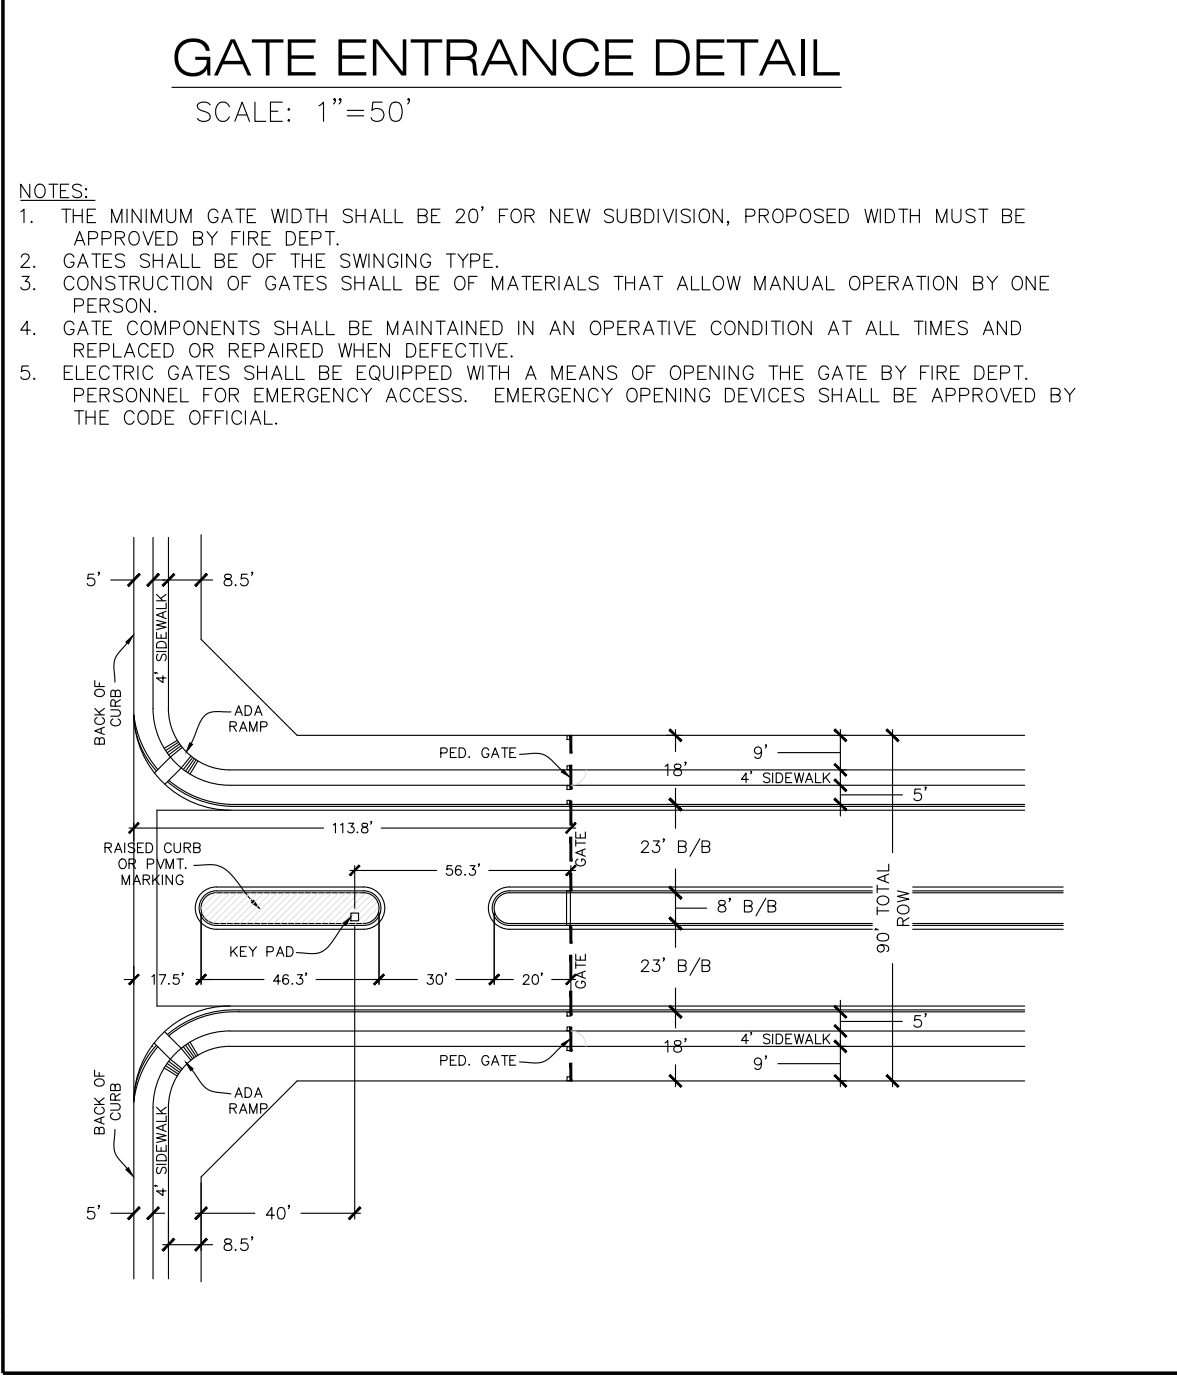 GATE ENTRANCE DETAIL
SCALE: 1"=50'
NOTES:
1. THE MINIMUM GATE WIDTH SHALL BE 20' FOR NEW SUBDIVISION, PROPOSED WIDTH MUST BE
APPROVED BY FIRE DEPT.
2. GATES SHALL BE OF THE SWINGING TYPE.
3. CONSTRUCTION OF GATES SHALL BE OF MATERIALS THAT ALLOW MANUAL OPERATION BY ONE
PERSON.
4. GATE COMPONENTS SHALL BE MAINTAINED IN AN OPERATIVE CONDITION AT ALL TIMES AND
REPLACED OR REPAIRED WHEN DEFECTIVE.
5. ELECTRIC GATES SHALL BE EQUIPPED WITH A MEANS OF OPENING THE GATE BY FIRE DEPT.
PERSONNEL FOR EMERGENCY ACCESS. EMERGENCY OPENING DEVICES SHALL BE APPROVED BY
THE CODE OFFICIAL.
5'
8.5'
4' SIDEWALK
BACK OF
CURB
ADA
RAMP
PED. GATE
18'
9'
4' SIDEWALK
5'
113.8'
RAISED CURB
OR PVMT.
MARKING
56.3'
GATE
23' B/B
8' B/B
90' TOTAL
ROW
KEY PAD
17.5'
46.3'
30'
20'
GATE
23' B/B
5'
4' SIDEWALK
18'
9'
PED. GATE
BACK OF
CURB
ADA
RAMP
4' SIDEWALK
5'
40'
8.5'